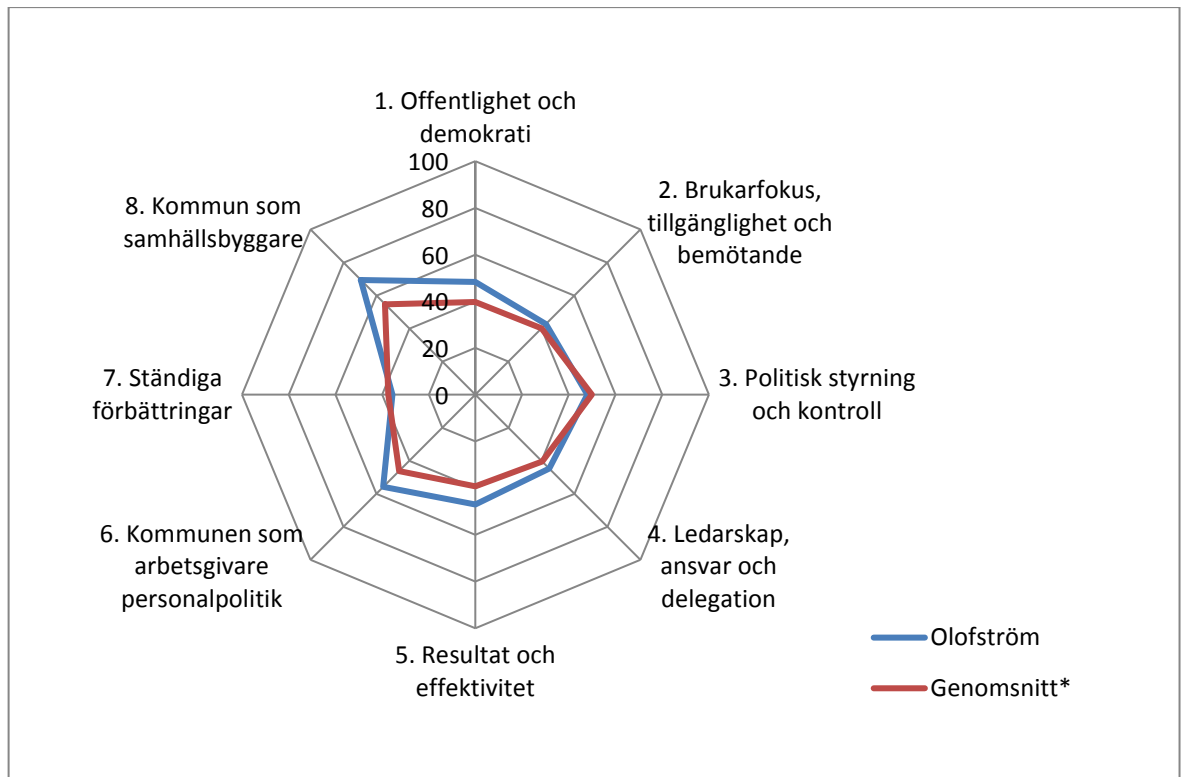 1. Offentlighet och
demokrati
100
80
60
40
20
0
2. Brukarfokus,
tillgänglighet och
bemötande
3. Politisk styrning
och kontroll
4. Ledarskap,
ansvar och
delegation
5. Resultat och
effektivitet
6. Kommunen som
arbetsgivare
personalpolitik
7. Ständiga
förbättringar
8. Kommun som
samhällsbyggare
Olofström
Genomsnitt*